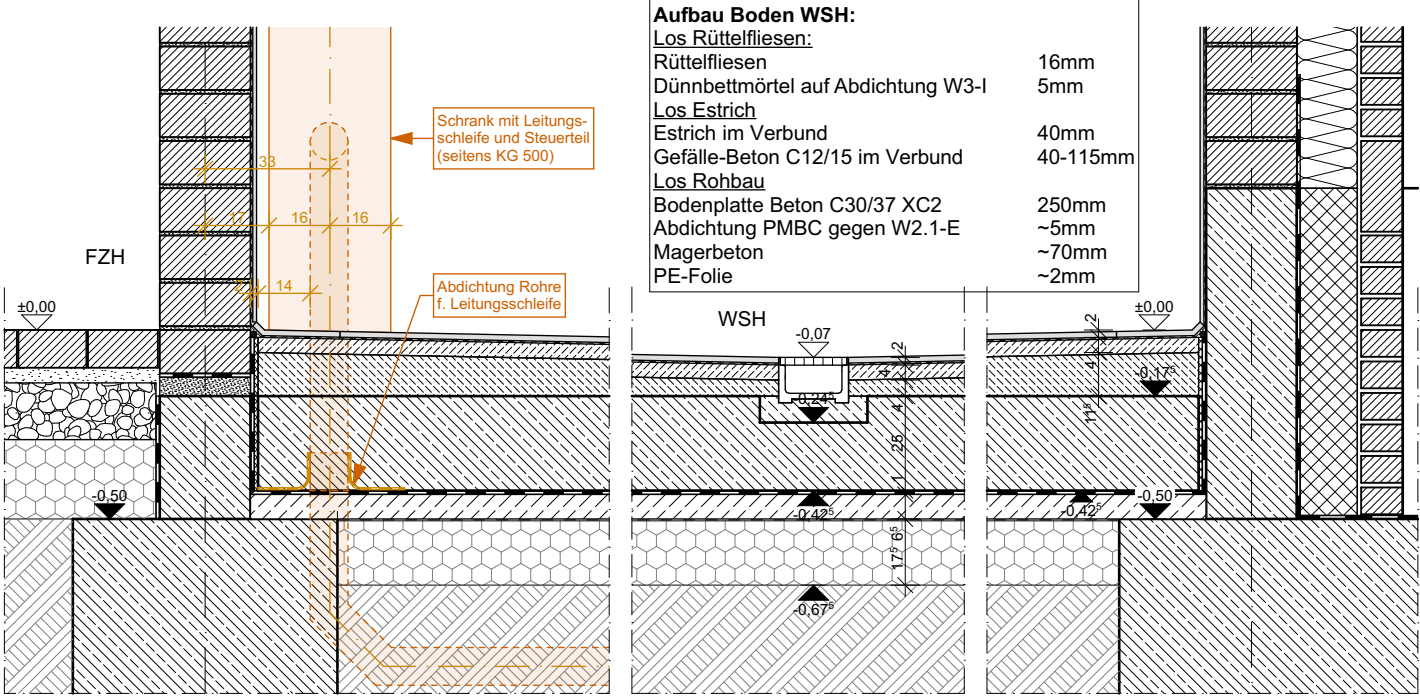 Aufbau Boden WSH:
Los Rüttelfliesen:
Rüttelfliesen 16mm
Dünnbettmörtel auf Abdichtung W3-I 5mm
Los Estrich
Estrich im Verbund 40mm
Gefälle-Beton C12/15 im Verbund 40-115mm
Los Rohbau
Bodenplatte Beton C30/37 XC2 250mm
Abdichtung PMBC gegen W2.1-E ~5mm
Magerbeton ~70mm
PE-Folie ~2mm
Schrank mit Leitungs-
schleife und Steuerteil
(seitens KG 500)
33
17 16 16
FZH
2 14
Abdichtung Rohre
f. Leitungsschleife
±0,00
WSH
-0,07
±0,00
2
4
4
25
1
6⁵
17⁵
2
4
11⁵
-0,17⁵
-0,24⁵
-0,50
-0,42⁵
-0,42⁵
-0,50
-0,67⁵